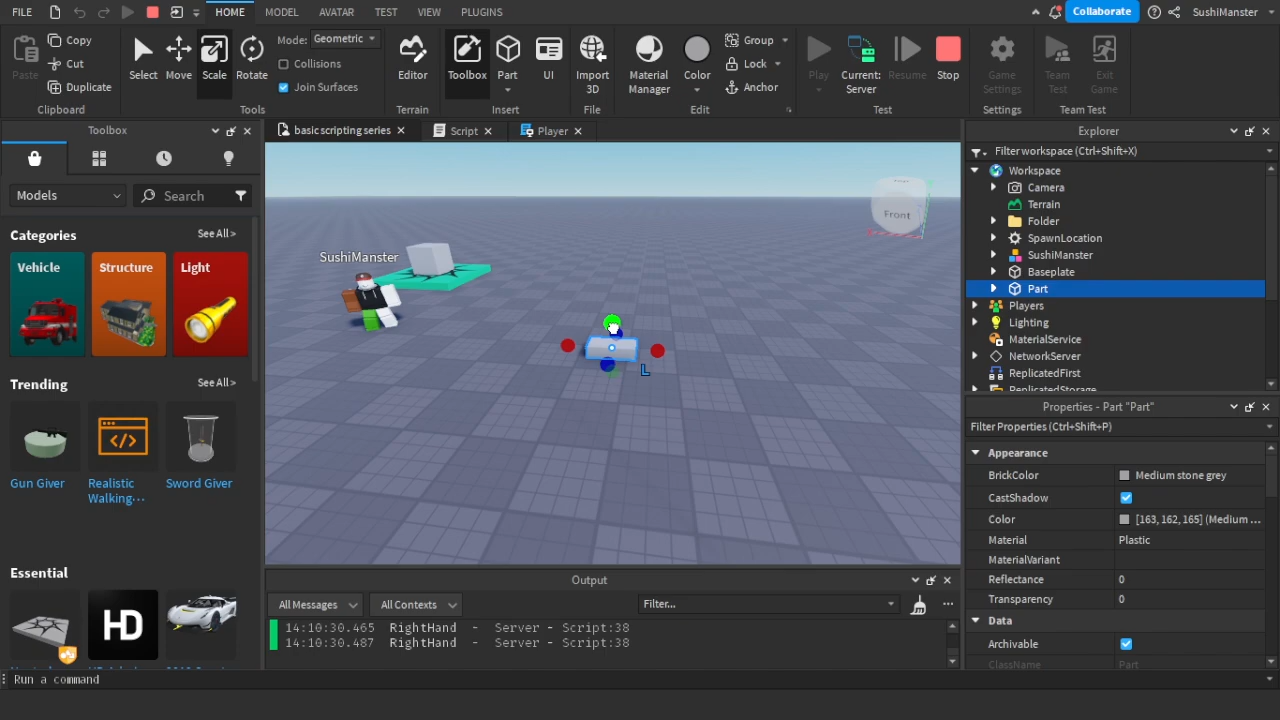 FILE HOME MODEL AVATAR TEST VIEW PLUGINS Collaborate SushiManster
Paste Copy Cut Duplicate Clipboard
Select Move Scale Rotate Mode: Geometric Collisions Join Surfaces Tools
Editor Terrain
Toolbox Part UI Insert
Import 3D File
Material Manager Color Group Lock Anchor Edit
Play Current: Server Resume Stop Test
Game Settings Settings
Team Test Exit Game Team Test
Toolbox
Models Search
Categories See All >
Vehicle Structure Light
Trending See All >
Gun Giver Realistic Walking... Sword Giver
Essential See All >
HD
basic scripting series Script Player
SushiManster
Front
L
Output
All Messages All Contexts Filter...
14:10:30.465 RightHand - Server - Script:38
14:10:30.487 RightHand - Server - Script:38
Explorer
Filter workspace (Ctrl+Shift+X)
Workspace
Camera
Terrain
Folder
SpawnLocation
SushiManster
Baseplate
Part
Players
Lighting
MaterialService
NetworkServer
ReplicatedFirst
ReplicatedStorage
Properties - Part "Part"
Filter Properties (Ctrl+Shift+P)
Appearance
BrickColor Medium stone grey
CastShadow
Color [163, 162, 165] (Medium ...
Material Plastic
MaterialVariant
Reflectance 0
Transparency 0
Data
Archivable
ClassName Part
Run a command